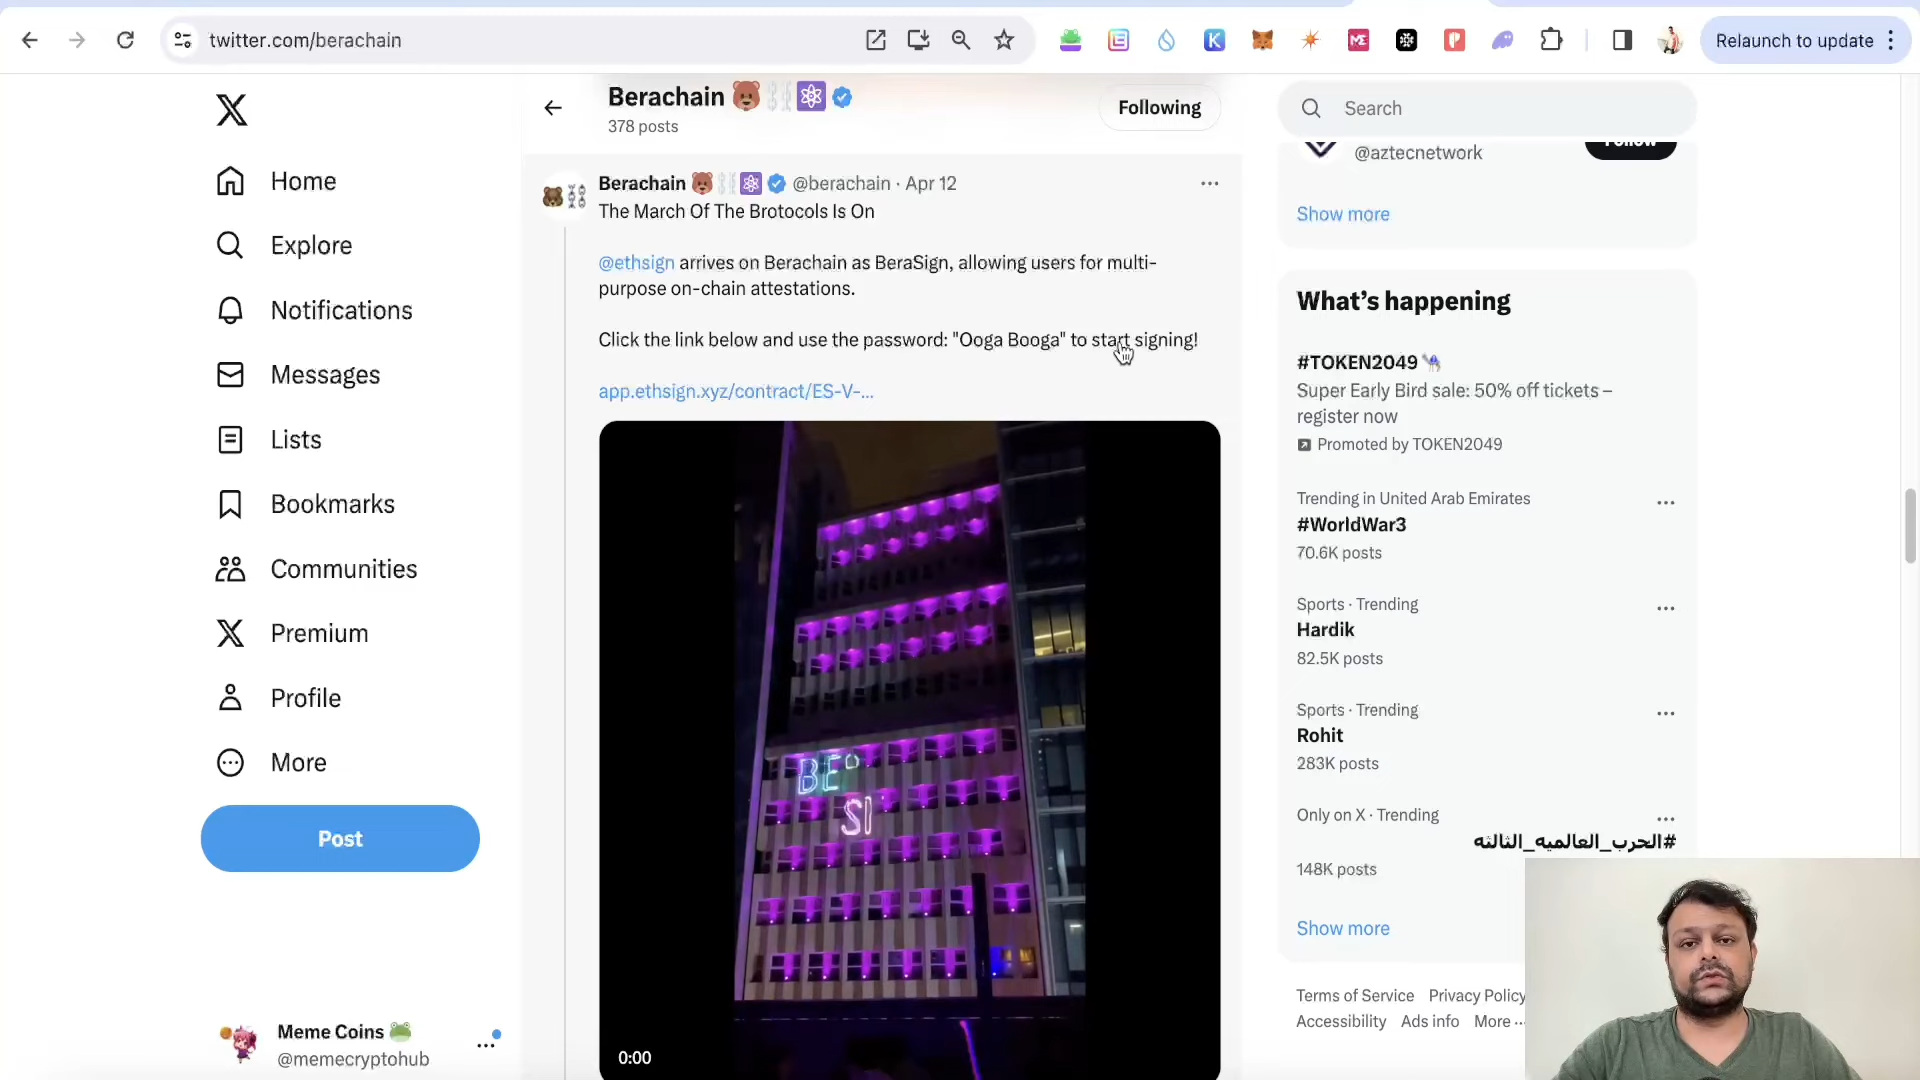 twitter.com/berachain
Relaunch to update
Berachain
378 posts
Following
Search
@aztecnetwork
Follow
Show more
Home
Explore
Notifications
Messages
Lists
Bookmarks
Communities
Premium
Profile
More
Post
Meme Coins
@memecryptohub
Berachain @berachain · Apr 12
The March Of The Brotocols Is On
@ethsign arrives on Berachain as BeraSign, allowing users for multi-
purpose on-chain attestations.
Click the link below and use the password: "Ooga Booga" to start signing!
app.ethsign.xyz/contract/ES-V-...
BE
SI
0:00
What's happening
#TOKEN2049
Super Early Bird sale: 50% off tickets –
register now
Promoted by TOKEN2049
Trending in United Arab Emirates
#WorldWar3
70.6K posts
Sports · Trending
Hardik
82.5K posts
Sports · Trending
Rohit
283K posts
Only on X · Trending
#الحرب_العالميه_الثالثه
148K posts
Show more
Terms of Service Privacy Policy
Accessibility Ads info More ...